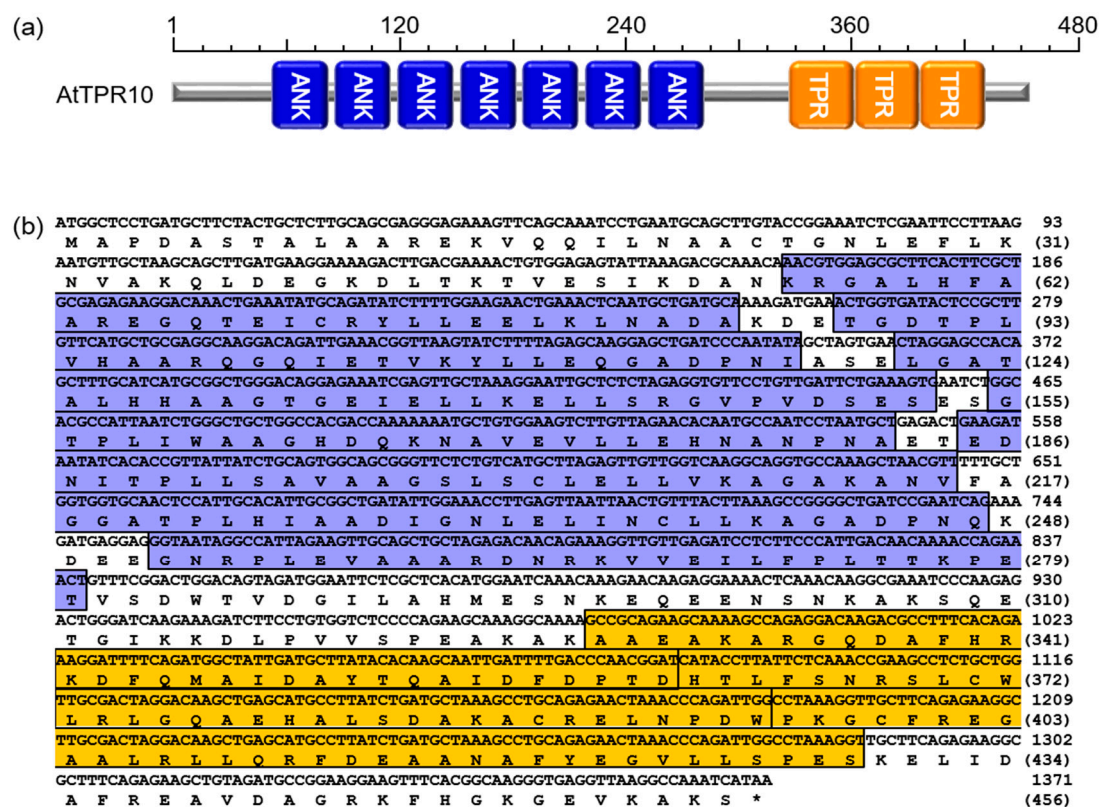 (a)
1 120 240 360 480
AtTPR10 ANK ANK ANK ANK ANK ANK ANK TPR TPR TPR
(b)
ATGGCTCCTGATGCTTCTACTGCTCTTGCAGCGAGGGAGAAAGTTCAGCAAATCCTGAATGCAGCTTGTACCGGAAATCTCGAATTCCTTAAG 93
M A P D A S T A L A A R E K V Q Q I L N A A C T G N L E F L K (31)
AATGTTGCTAAGCAGCTTGATGAAGGAAAAGACTTGACGAAAACTGTGGAGAGTATTAAAGACGCAAACAAACGTGGAGCGCTTCACTTCGCT 186
N V A K Q L D E G K D L T K T V E S I K D A N K R G A L H F A (62)
GCGAGAGAAGGACAAACTGAAATATGCAGATATCTTTTGGAAGAACTGAAACTCAATGCTGATGCAAAAGATGAAACTGGTGATACTCCGCTT 279
A R E G Q T E I C R Y L L E E L K L N A D A K D E T G D T P L (93)
GTTCATGCTGCGAGGCAAGGACAGATTGAAACGGTTAAGTATCTTTTAGAGCAAGGAGCTGATCCCAATATAGCTAGTGAACTAGGAGCCACA 372
V H A A R Q G Q I E T V K Y L L E Q G A D P N I A S E L G A T (124)
GCTTTGCATCATGCGGCTGGGACAGGAGAAATCGAGTTGCTAAAGGAATTGCTCTCTAGAGGTGTTCCTGTTGATTCTGAAAGTGAATCTGGC 465
A L H H A A G T G E I E L L K E L L S R G V P V D S E S E S G (155)
ACGCCATTAATCTGGGCTGCTGGCCACGACCAAAAAAATGCTGTGGAAGTCTTGTTAGAACACAATGCCAATCCTAATGCTGAGACTGAAGAT 558
T P L I W A A G H D Q K N A V E V L L E H N A N P N A E T E D (186)
AATATCACACCGTTATTATCTGCAGTGGCAGCGGGTTCTCTGTCATGCTTAGAGTTGTTGGTCAAGGCAGGTGCCAAAGCTAACGTTTTTGCT 651
N I T P L L S A V A A G S L S C L E L L V K A G A K A N V F A (217)
GGTGGTGCAACTCCATTGCACATTGCGGCTGATATTGGAAACCTTGAGTTAATTAACTGTTTACTTAAAGCCGGGGCTGATCCGAATCAGAAA 744
G G A T P L H I A A D I G N L E L I N C L L K A G A D P N Q K (248)
GATGAGGAGGGTAATAGGCCATTAGAAGTTGCAGCTGCTAGAGACAACAGAAAGGTTGTTGAGATCCTCTTCCCATTGACAACAAAACCAGAA 837
D E E G N R P L E V A A A R D N R K V V E I L F P L T T K P E (279)
ACTGTTTCGGACTGGACAGTAGATGGAATTCTCGCTCACATGGAATCAAACAAAGAACAAGAGGAAAACTCAAACAAGGCGAAATCCCAAGAG 930
T V S D W T V D G I L A H M E S N K E Q E E N S N K A K S Q E (310)
ACTGGGATCAAGAAAGATCTTCCTGTGGTCTCCCCAGAAGCAAAGGCAAAAGCCGCAGAAGCAAAAGCCAGAGGACAAGACGCCTTTCACAGA 1023
T G I K K D L P V V S P E A K A K A A E A K A R G Q D A F H R (341)
AAGGATTTTCAGATGGCTATTGATGCTTATACACAAGCAATTGATTTTGACCCAACGGATCATACCTTATTCTCAAACCGAAGCCTCTGCTGG 1116
K D F Q M A I D A Y T Q A I D F D P T D H T L F S N R S L C W (372)
TTGCGACTAGGACAAGCTGAGCATGCCTTATCTGATGCTAAAGCCTGCAGAGAACTAAACCCAGATTGGCCTAAAGGTTGCTTCAGAGAAGGC 1209
L R L G Q A E H A L S D A K A C R E L N P D W P K G C F R E G (403)
TTGCGACTAGGACAAGCTGAGCATGCCTTATCTGATGCTAAAGCCTGCAGAGAACTAAACCCAGATTGGCCTAAAGGTTGCTTCAGAGAAGGC 1302
A A L R L L Q R F D E A A N A F Y E G V L L S P E S K E L I D (434)
GCTTTCAGAGAAGCTGTAGATGCCGGAAGGAAGTTTCACGGCAAGGGTGAGGTTAAGGCCAAATCATAA 1371
A F R E A V D A G R K F H G K G E V K A K S * (456)